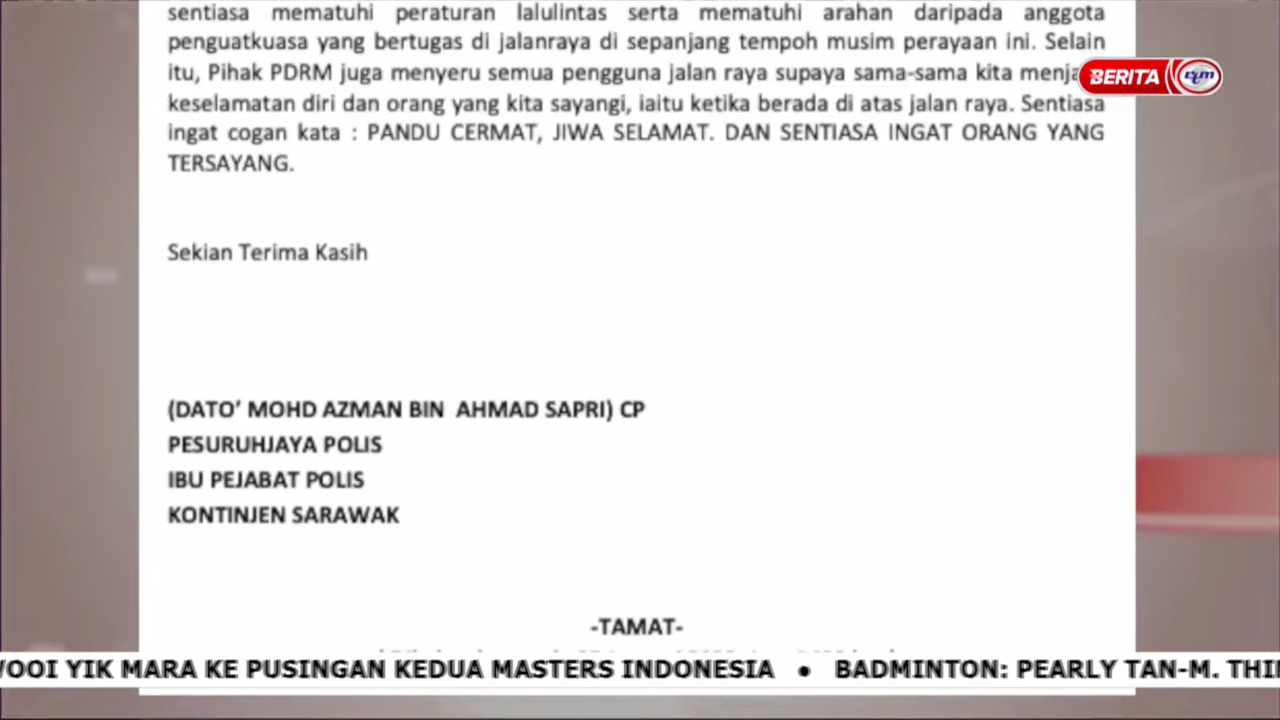 sentiasa mematuhi peraturan lalulintas serta mematuhi arahan daripada anggota
penguatkuasa yang bertugas di jalanraya di sepanjang tempoh musim perayaan ini. Selain
itu, Pihak PDRM juga menyeru semua pengguna jalan raya supaya sama-sama kita
keselamatan diri dan orang yang kita sayangi, iaitu ketika berada di atas jalan raya. Sentiasa
ingat cogan kata : PANDU CERMAT, JIWA SELAMAT. DAN SENTIASA INGAT ORANG YANG
TERSAYANG.
BERITA rtm
Sekian Terima Kasih
(DATO’ MOHD AZMAN BIN AHMAD SAPRI) CP
PESURUHJAYA POLIS
IBU PEJABAT POLIS
KONTINJEN SARAWAK
-TAMAT-
WOOI YIK MARA KE PUSINGAN KEDUA MASTERS INDONESIA • BADMINTON: PEARLY TAN-M.